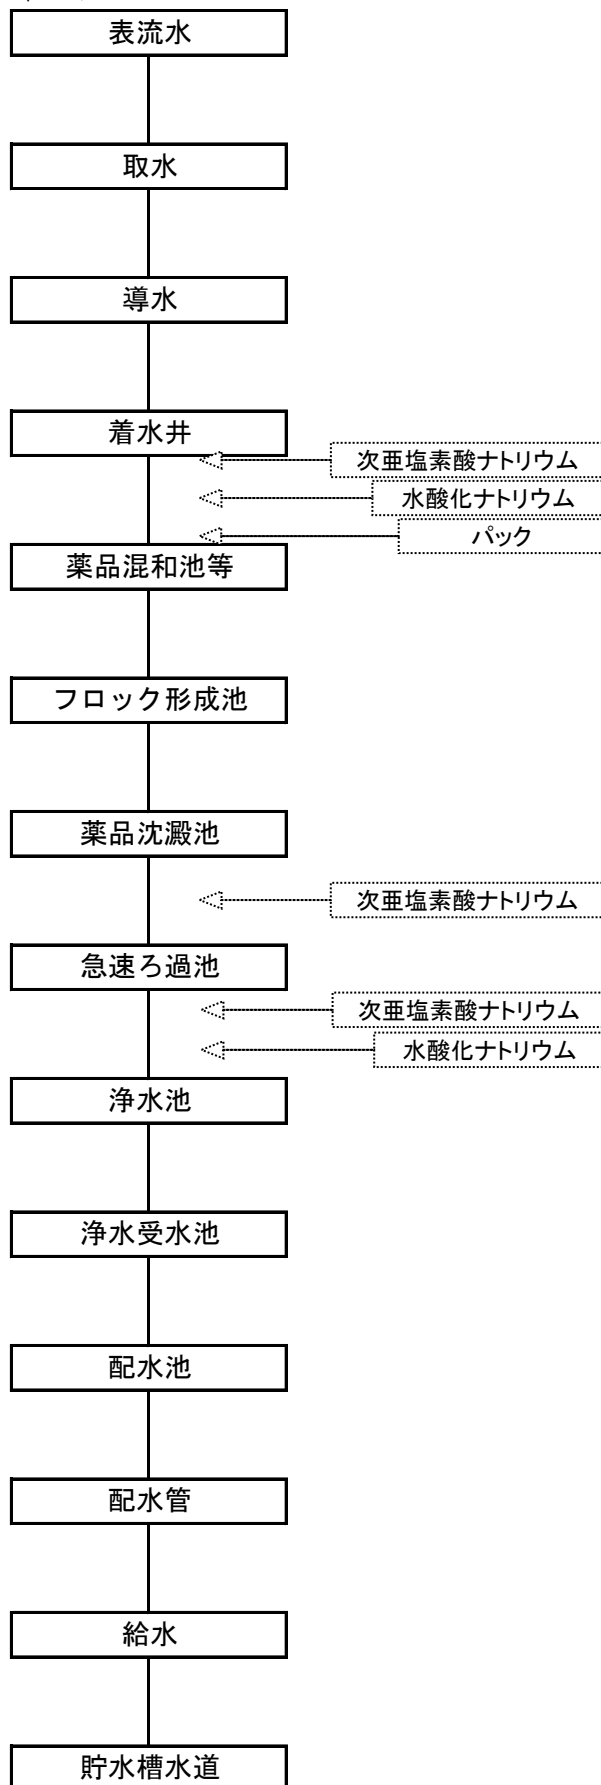 表流水
取水
導水
着水井
次亜塩素酸ナトリウム
水酸化ナトリウム
パック
薬品混和池等
フロック形成池
薬品沈澱池
次亜塩素酸ナトリウム
急速ろ過池
次亜塩素酸ナトリウム
水酸化ナトリウム
浄水池
浄水受水池
配水池
配水管
給水
貯水槽水道